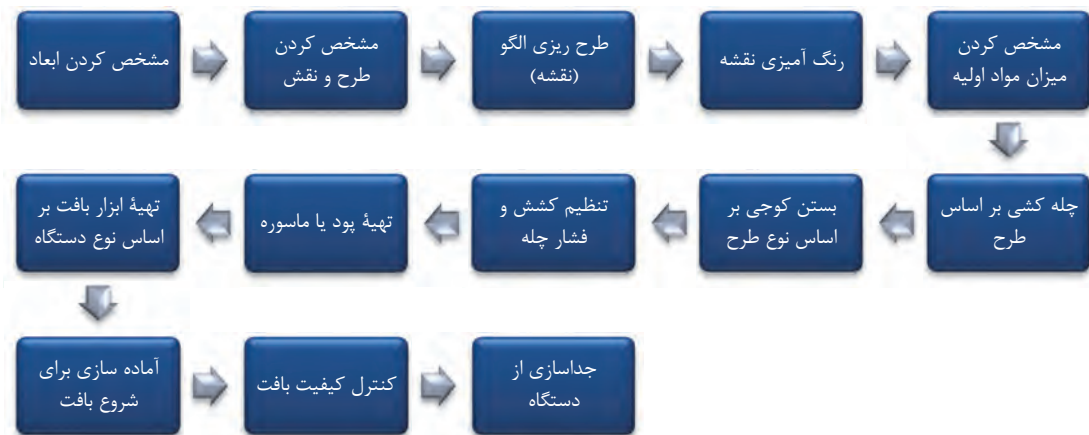 مشخص کردن ابعاد
مشخص کردن
طرح و نقش
طرح ریزی الگو
(نقشه)
رنگ آمیزی نقشه
مشخص کردن
میزان مواد اولیه
چله کشی بر اساس
طرح
بستن کوجی بر
اساس نوع طرح
تنظیم کشش و
فشار چله
تهیۀ پود یا ماسوره
تهیۀ ابزار بافت بر
اساس نوع دستگاه
آماده سازی برای
شروع بافت
کنترل کیفیت بافت
جداسازی از
دستگاه